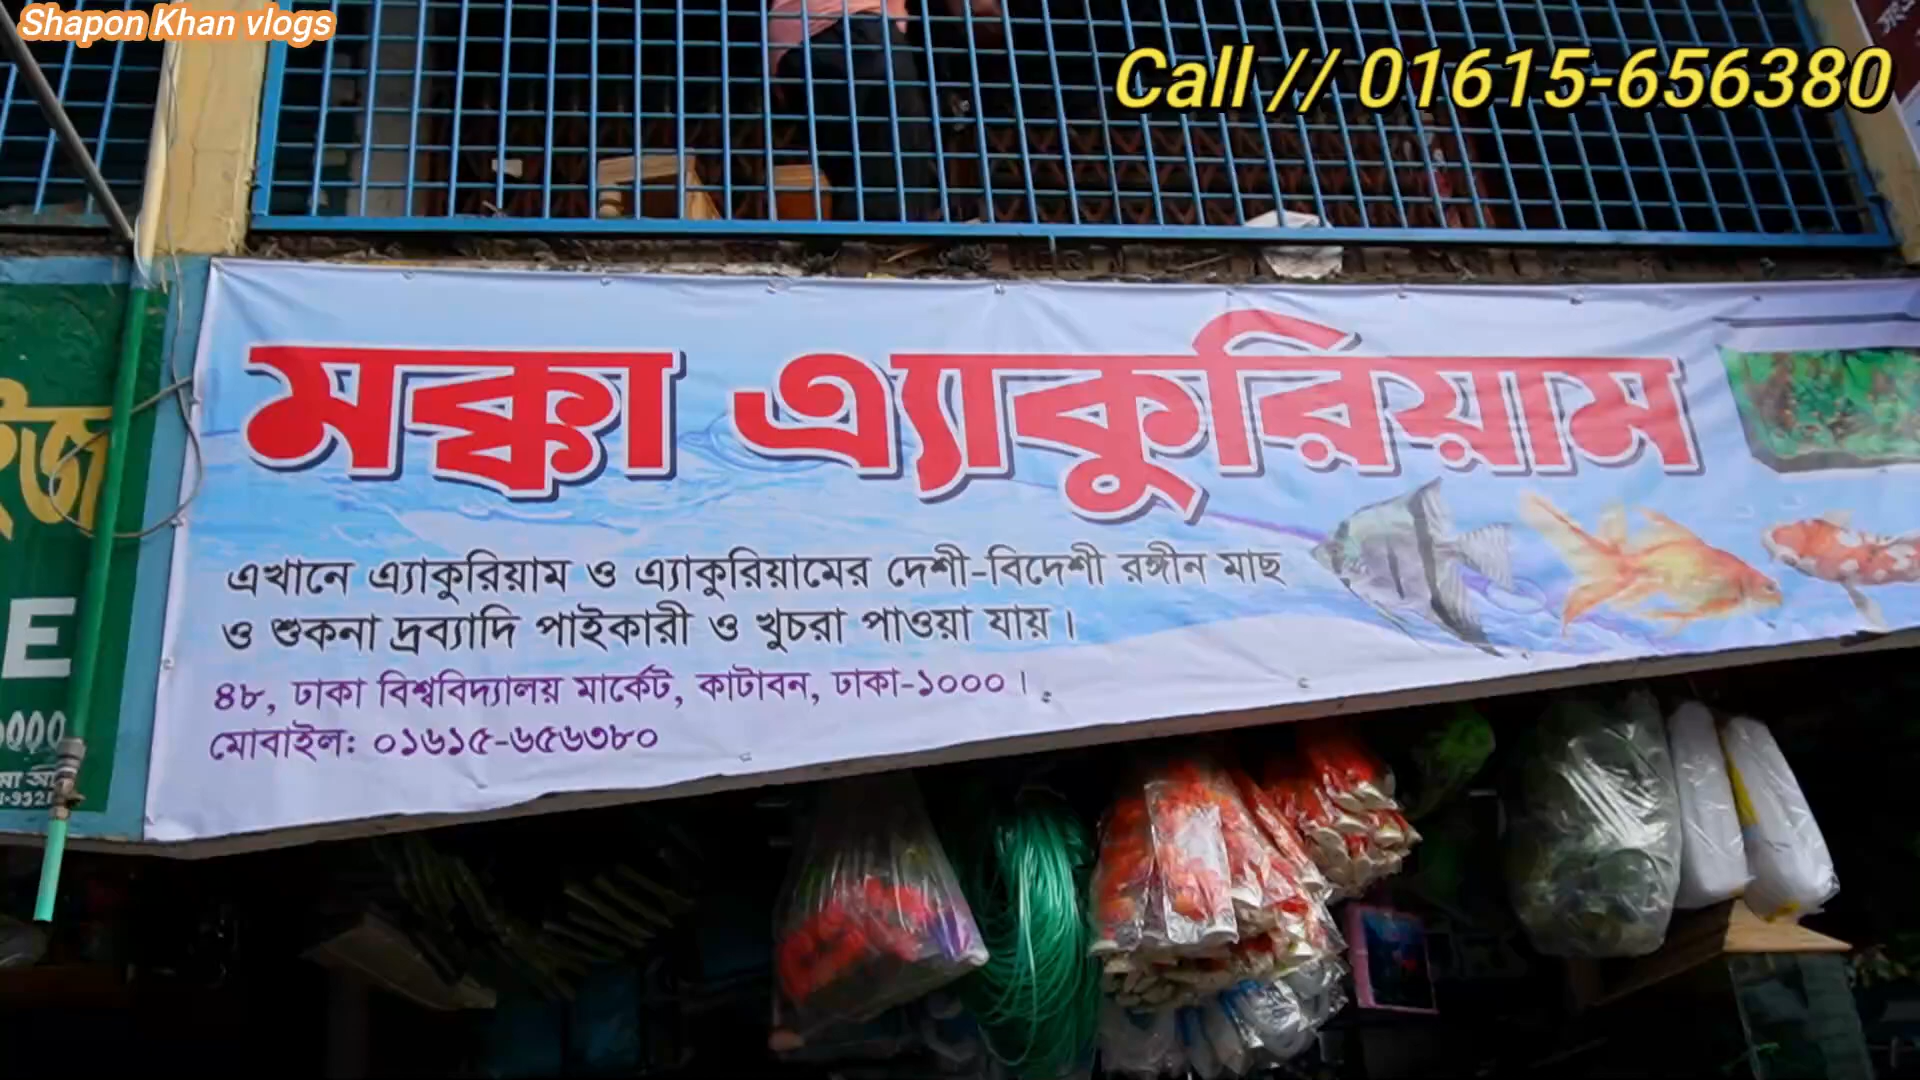 Shapon Khan vlogs
Call // 01615-656380
মক্কা এ্যাকুরিয়াম
এখানে এ্যাকুরিয়াম ও এ্যাকুরিয়ামের দেশী-বিদেশী রঙ্গীন মাছ
ও শুকনা দ্রব্যাদি পাইকারী ও খুচরা পাওয়া যায়।
৪৮, ঢাকা বিশ্ববিদ্যালয় মার্কেট, কাটাবন, ঢাকা-১০০০।
মোবাইল: ০১৬১৫-৬৫৬৩৮০
E